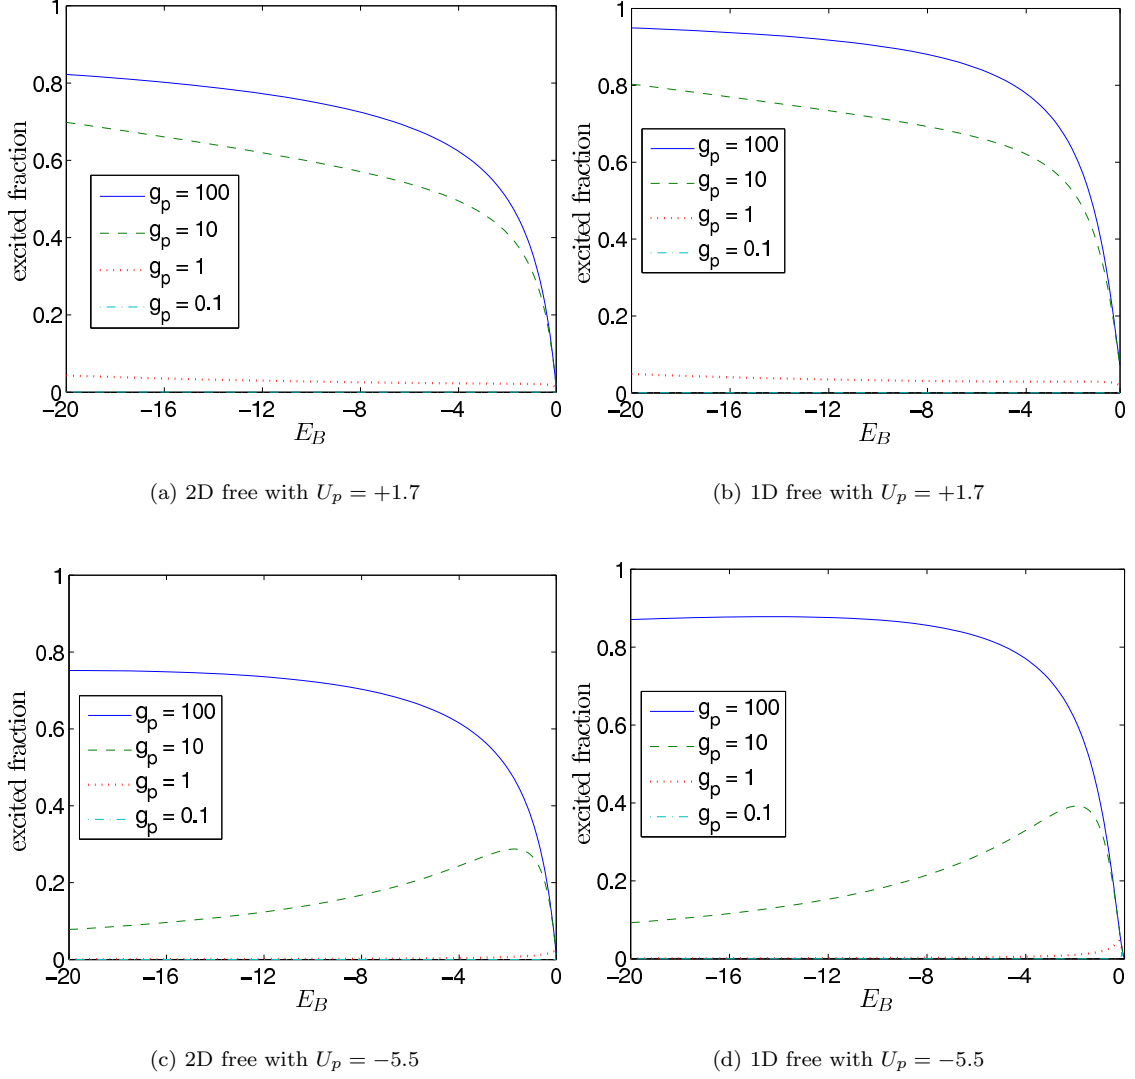 1
0.8
0.6
0.4
0.2
0
−20
−16
−12
−8
−4
0
excited fraction
E_B
g_p = 100
g_p = 10
g_p = 1
g_p = 0.1
(a) 2D free with U_p = +1.7
1
0.8
0.6
0.4
0.2
0
−20
−16
−12
−8
−4
0
excited fraction
E_B
g_p = 100
g_p = 10
g_p = 1
g_p = 0.1
(b) 1D free with U_p = +1.7
1
0.8
0.6
0.4
0.2
0
−20
−16
−12
−8
−4
0
excited fraction
E_B
g_p = 100
g_p = 10
g_p = 1
g_p = 0.1
(c) 2D free with U_p = −5.5
1
0.8
0.6
0.4
0.2
0
−20
−16
−12
−8
−4
0
excited fraction
E_B
g_p = 100
g_p = 10
g_p = 1
g_p = 0.1
(d) 1D free with U_p = −5.5